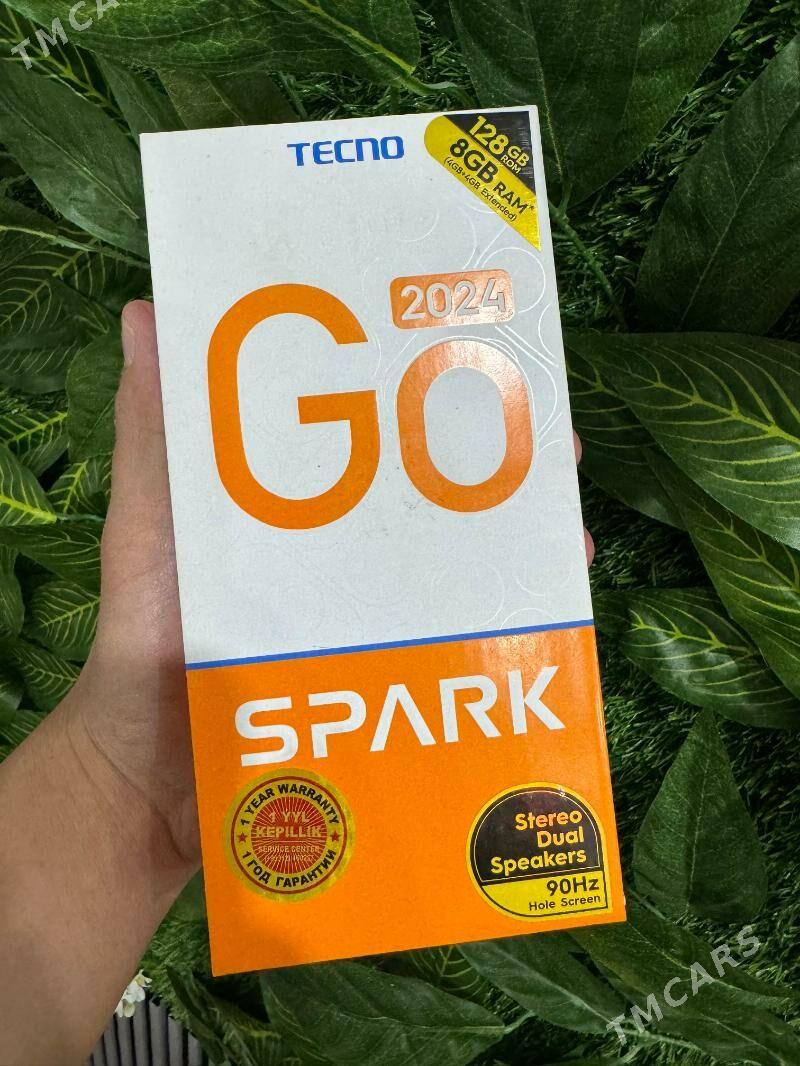 TMCARS
TECNO
128GB
ROM
8GB RAM*
(4GB+4GB Extended)
2024
Go
SPARK
1 YEAR WARRANTY
1 YYL
KEPILLIK
SERVICE CENTER
1 ГОД ГАРАНТИИ
Stereo
Dual
Speakers
90Hz
Hole Screen
TMCARS